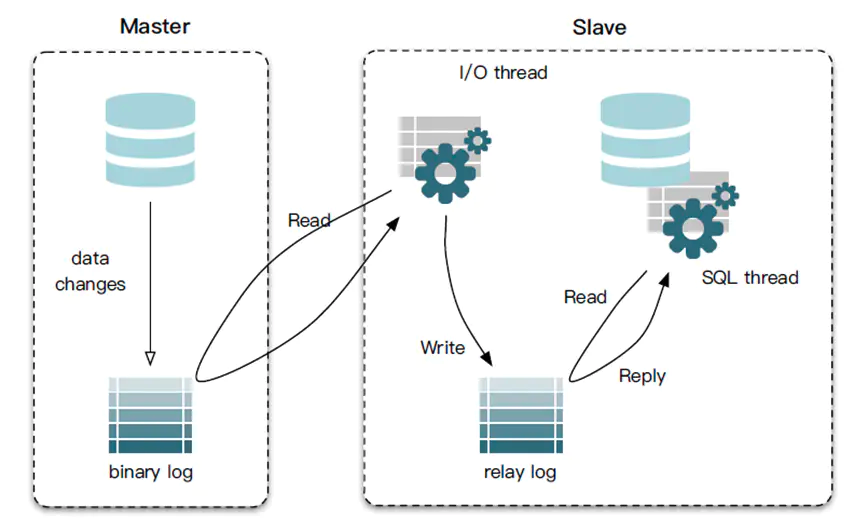 Master
Slave
I/O thread
Read
data
changes
SQL thread
Read
Write
Reply
binary log
relay log